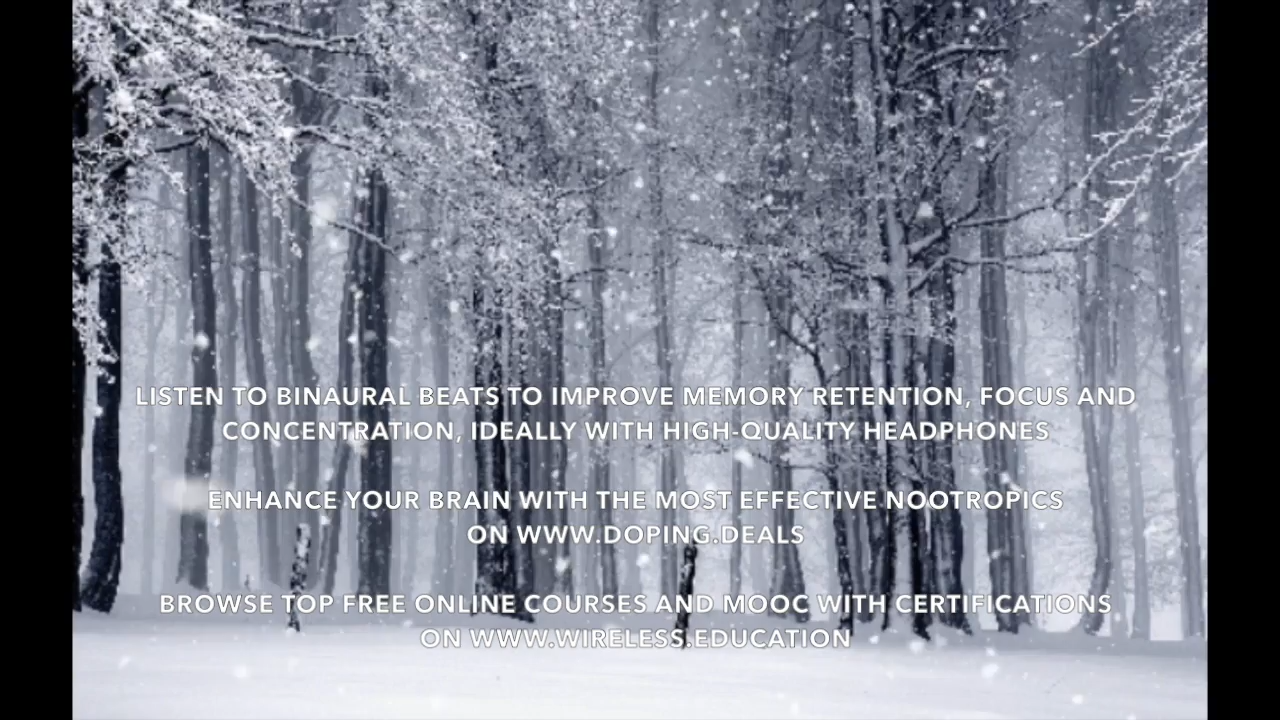 LISTEN TO BINAURAL BEATS TO IMPROVE MEMORY RETENTION, FOCUS AND
CONCENTRATION, IDEALLY WITH HIGH-QUALITY HEADPHONES
ENHANCE YOUR BRAIN WITH THE MOST EFFECTIVE NOOTROPICS
ON WWW.DOPING.DEALS
BROWSE TOP FREE ONLINE COURSES AND MOOC WITH CERTIFICATIONS
ON WWW.WIRELESS.EDUCATION